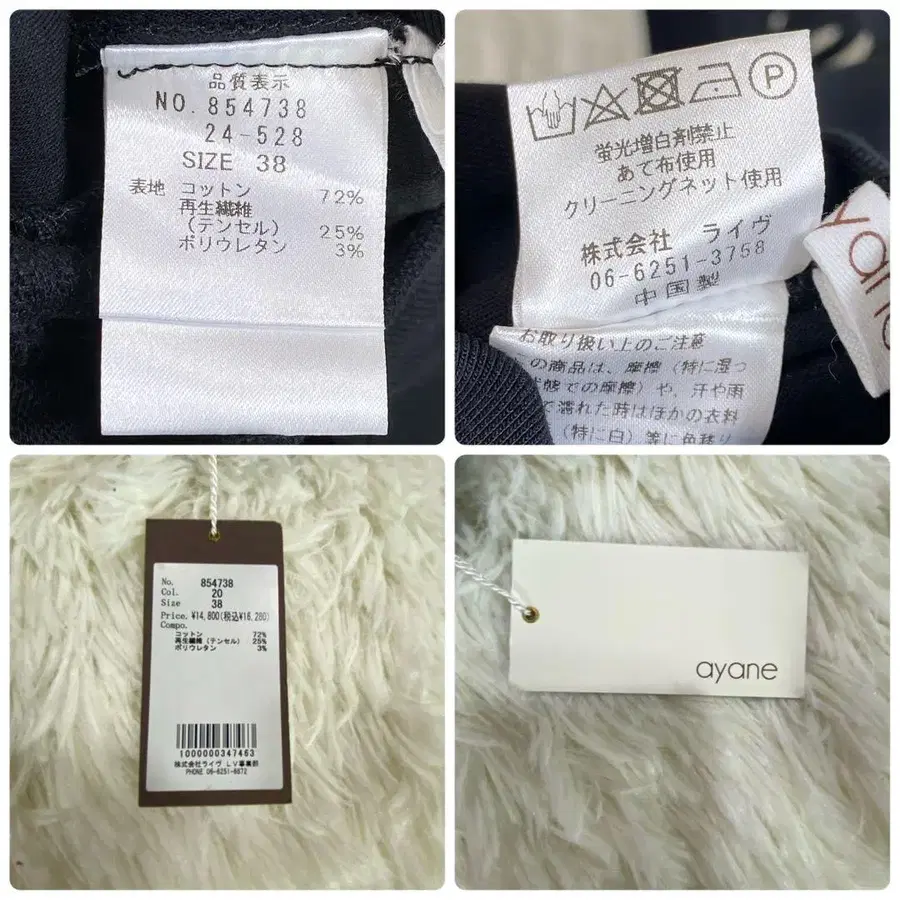 品質表示
NO. 854738
24-528
SIZE 38
表地 コットン 72%
再生繊維
(テンセル) 25%
ポリウレタン 3%
P
蛍光増白剤禁止
あて布使用
クリーニングネット使用
株式会社 ライヴ
06-6251-3758
中国製
お取り扱い上のご注意
の商品は、摩擦(特に湿っ
状態での摩擦)や、汗や雨
で濡れた時はほかの衣料
(特に白)等に色移り
No. 854738
Col. 20
Size 38
Price. ¥14,800(税込¥16,280)
Compo.
コットン 72%
再生繊維(テンセル) 25%
ポリウレタン 3%
1000000347463
株式会社ライヴ LV事業部
PHONE 06-6251-6872
ayane